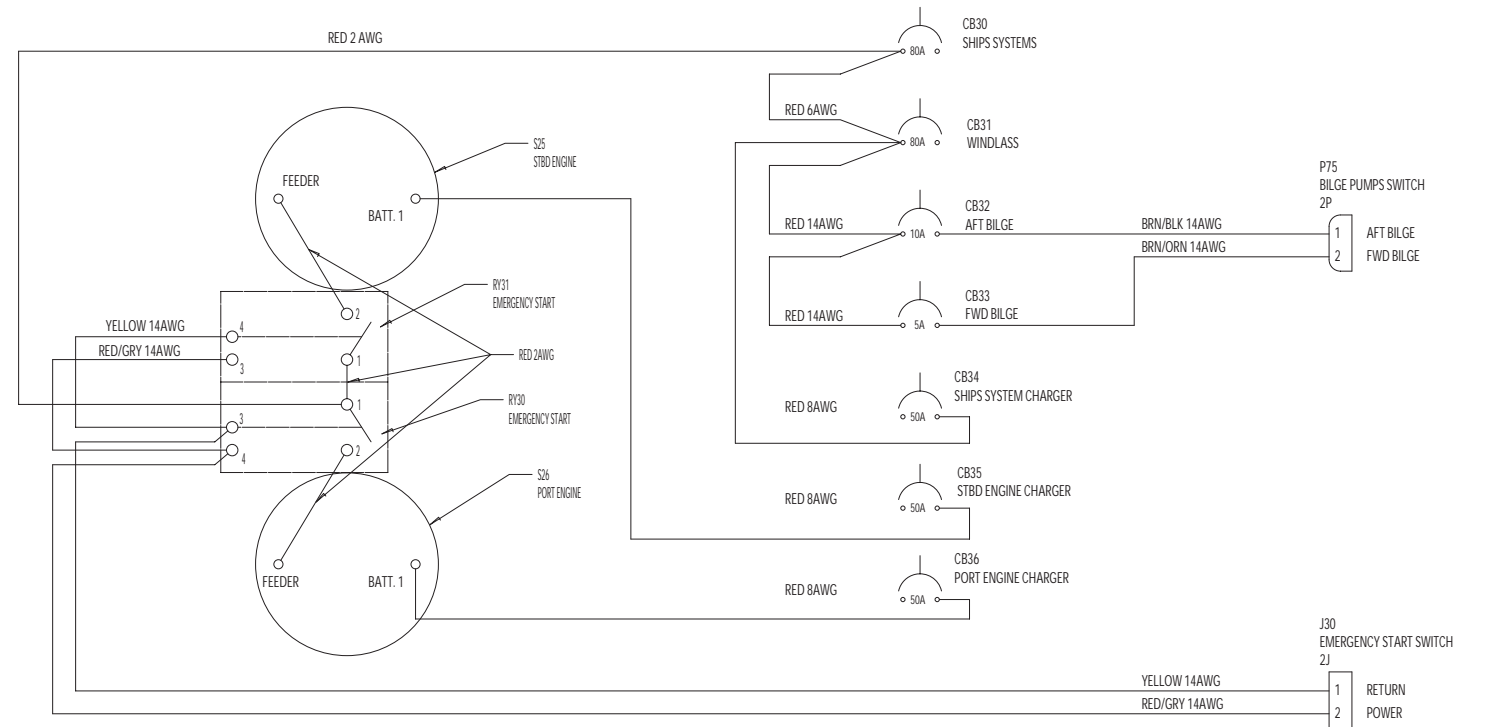 RED 2 AWG
CB30
SHIPS SYSTEMS
80A
RED 6AWG
CB31
WINDLASS
80A
S25
STBD ENGINE
FEEDER
BATT. 1
P75
BILGE PUMPS SWITCH
2P
RED 14AWG
CB32
AFT BILGE
10A
BRN/BLK 14AWG
1 AFT BILGE
BRN/ORN 14AWG
2 FWD BILGE
RY31
EMERGENCY START
2
RED 14AWG
CB33
FWD BILGE
5A
YELLOW 14AWG
4
RED/GRY 14AWG
3
1
RED 2AWG
RY30
EMERGENCY START
1
3
4
2
CB34
SHIPS SYSTEM CHARGER
RED 8AWG
50A
S26
PORT ENGINE
CB35
STBD ENGINE CHARGER
RED 8AWG
50A
FEEDER
BATT. 1
CB36
PORT ENGINE CHARGER
RED 8AWG
50A
J30
EMERGENCY START SWITCH
2J
YELLOW 14AWG
1 RETURN
RED/GRY 14AWG
2 POWER